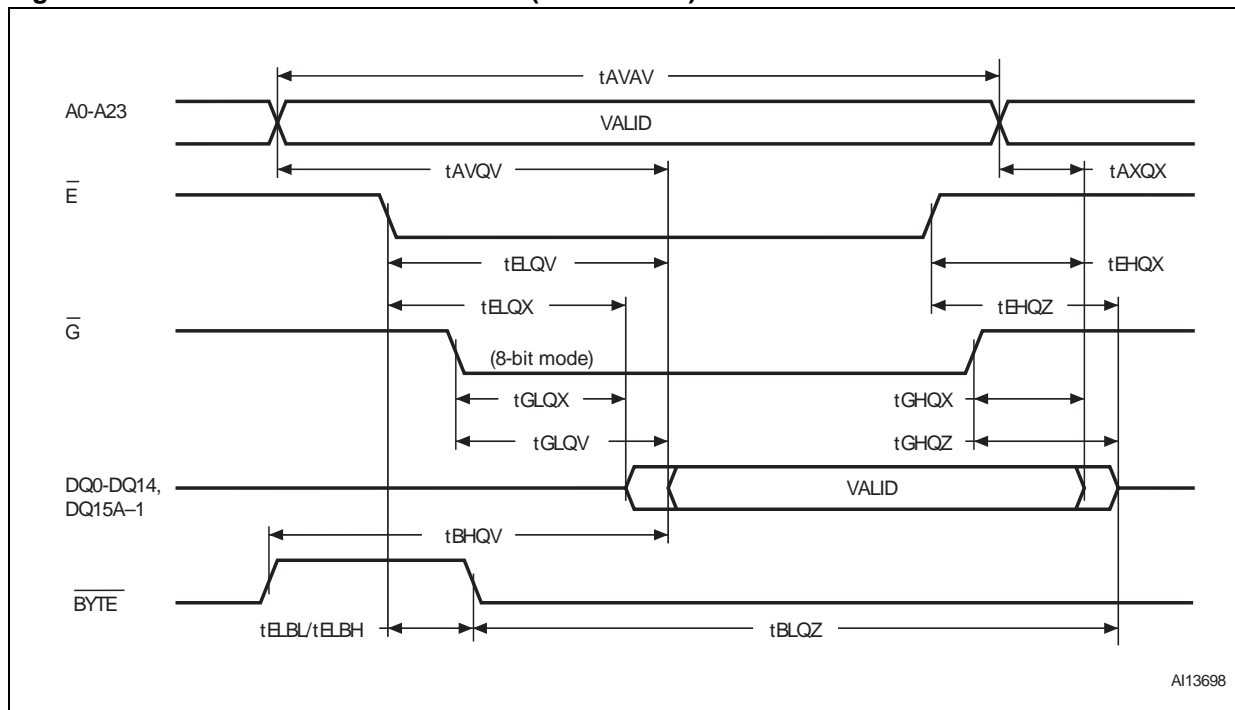 tAVAV
A0-A23
VALID
tAVQV
tAXQX
E
tELQV
tEHQX
tELQX
tEHQZ
G
(8-bit mode)
tGLQX
tGHQX
tGLQV
tGHQZ
DQ0-DQ14,
DQ15A–1
VALID
tBHQV
BYTE
tELBL/tELBH
tBLQZ
AI13698